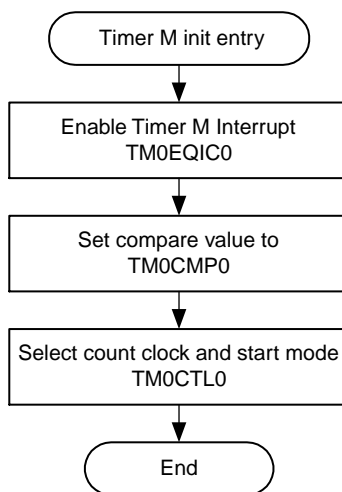 Timer M init entry
Enable Timer M Interrupt
TM0EQIC0
Set compare value to
TM0CMP0
Select count clock and start mode
TM0CTL0
End